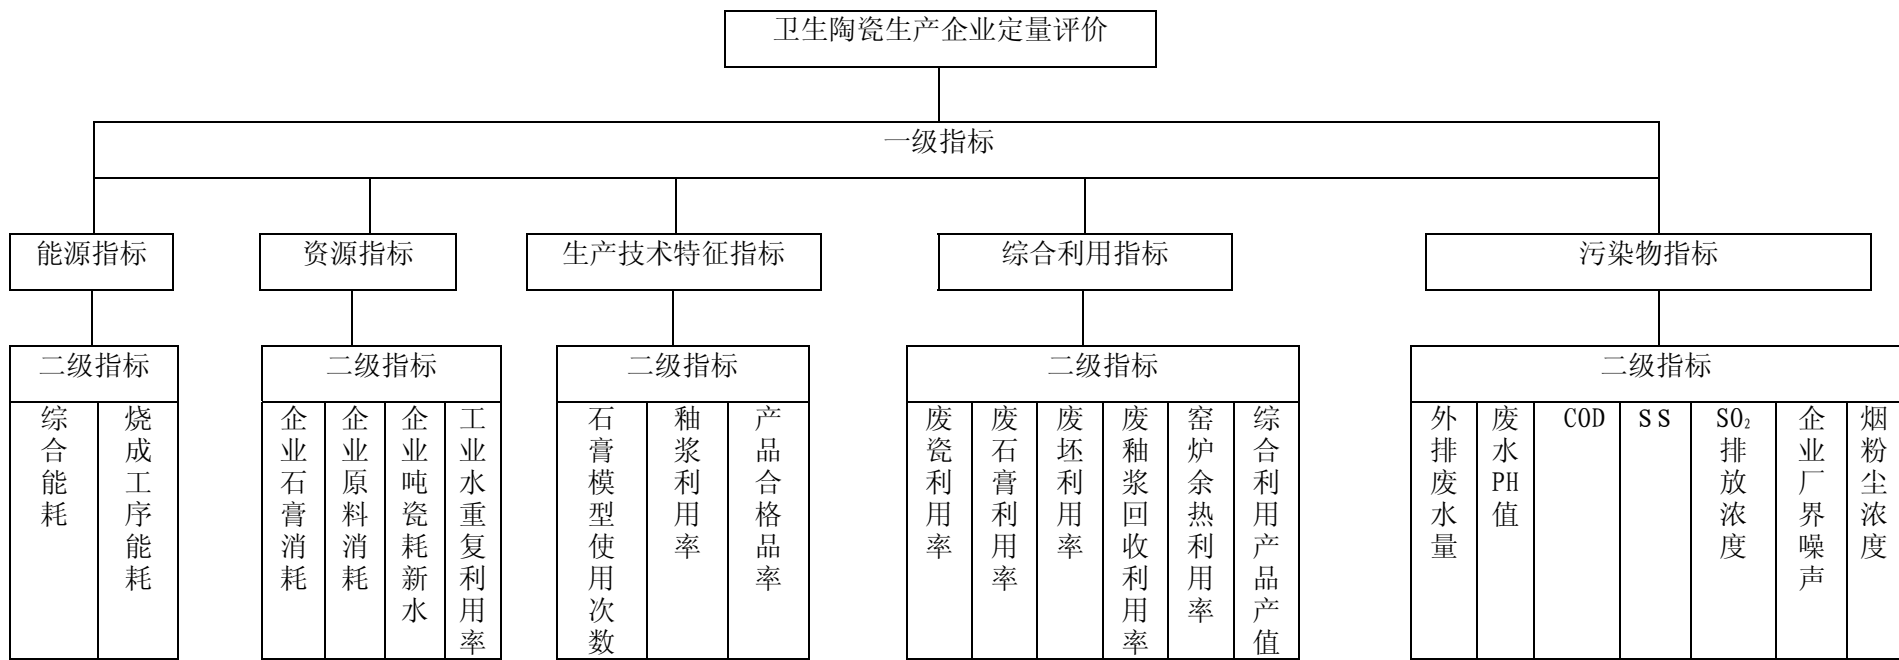 卫生陶瓷生产企业定量评价
一级指标
能源指标
资源指标
生产技术特征指标
综合利用指标
污染物指标
二级指标
二级指标
二级指标
二级指标
二级指标
综合能耗
烧成工序能耗
企业石膏消耗
企业原料消耗
企业吨瓷耗新水
工业水重复利用率
石膏模型使用次数
釉浆利用率
产品合格品率
废瓷利用率
废石膏利用率
废坯利用率
废釉浆回收利用率
窑炉余热利用率
综合利用产品产值
外排废水量
废水PH值
COD
SS
SO₂排放浓度
企业厂界噪声
烟粉尘浓度